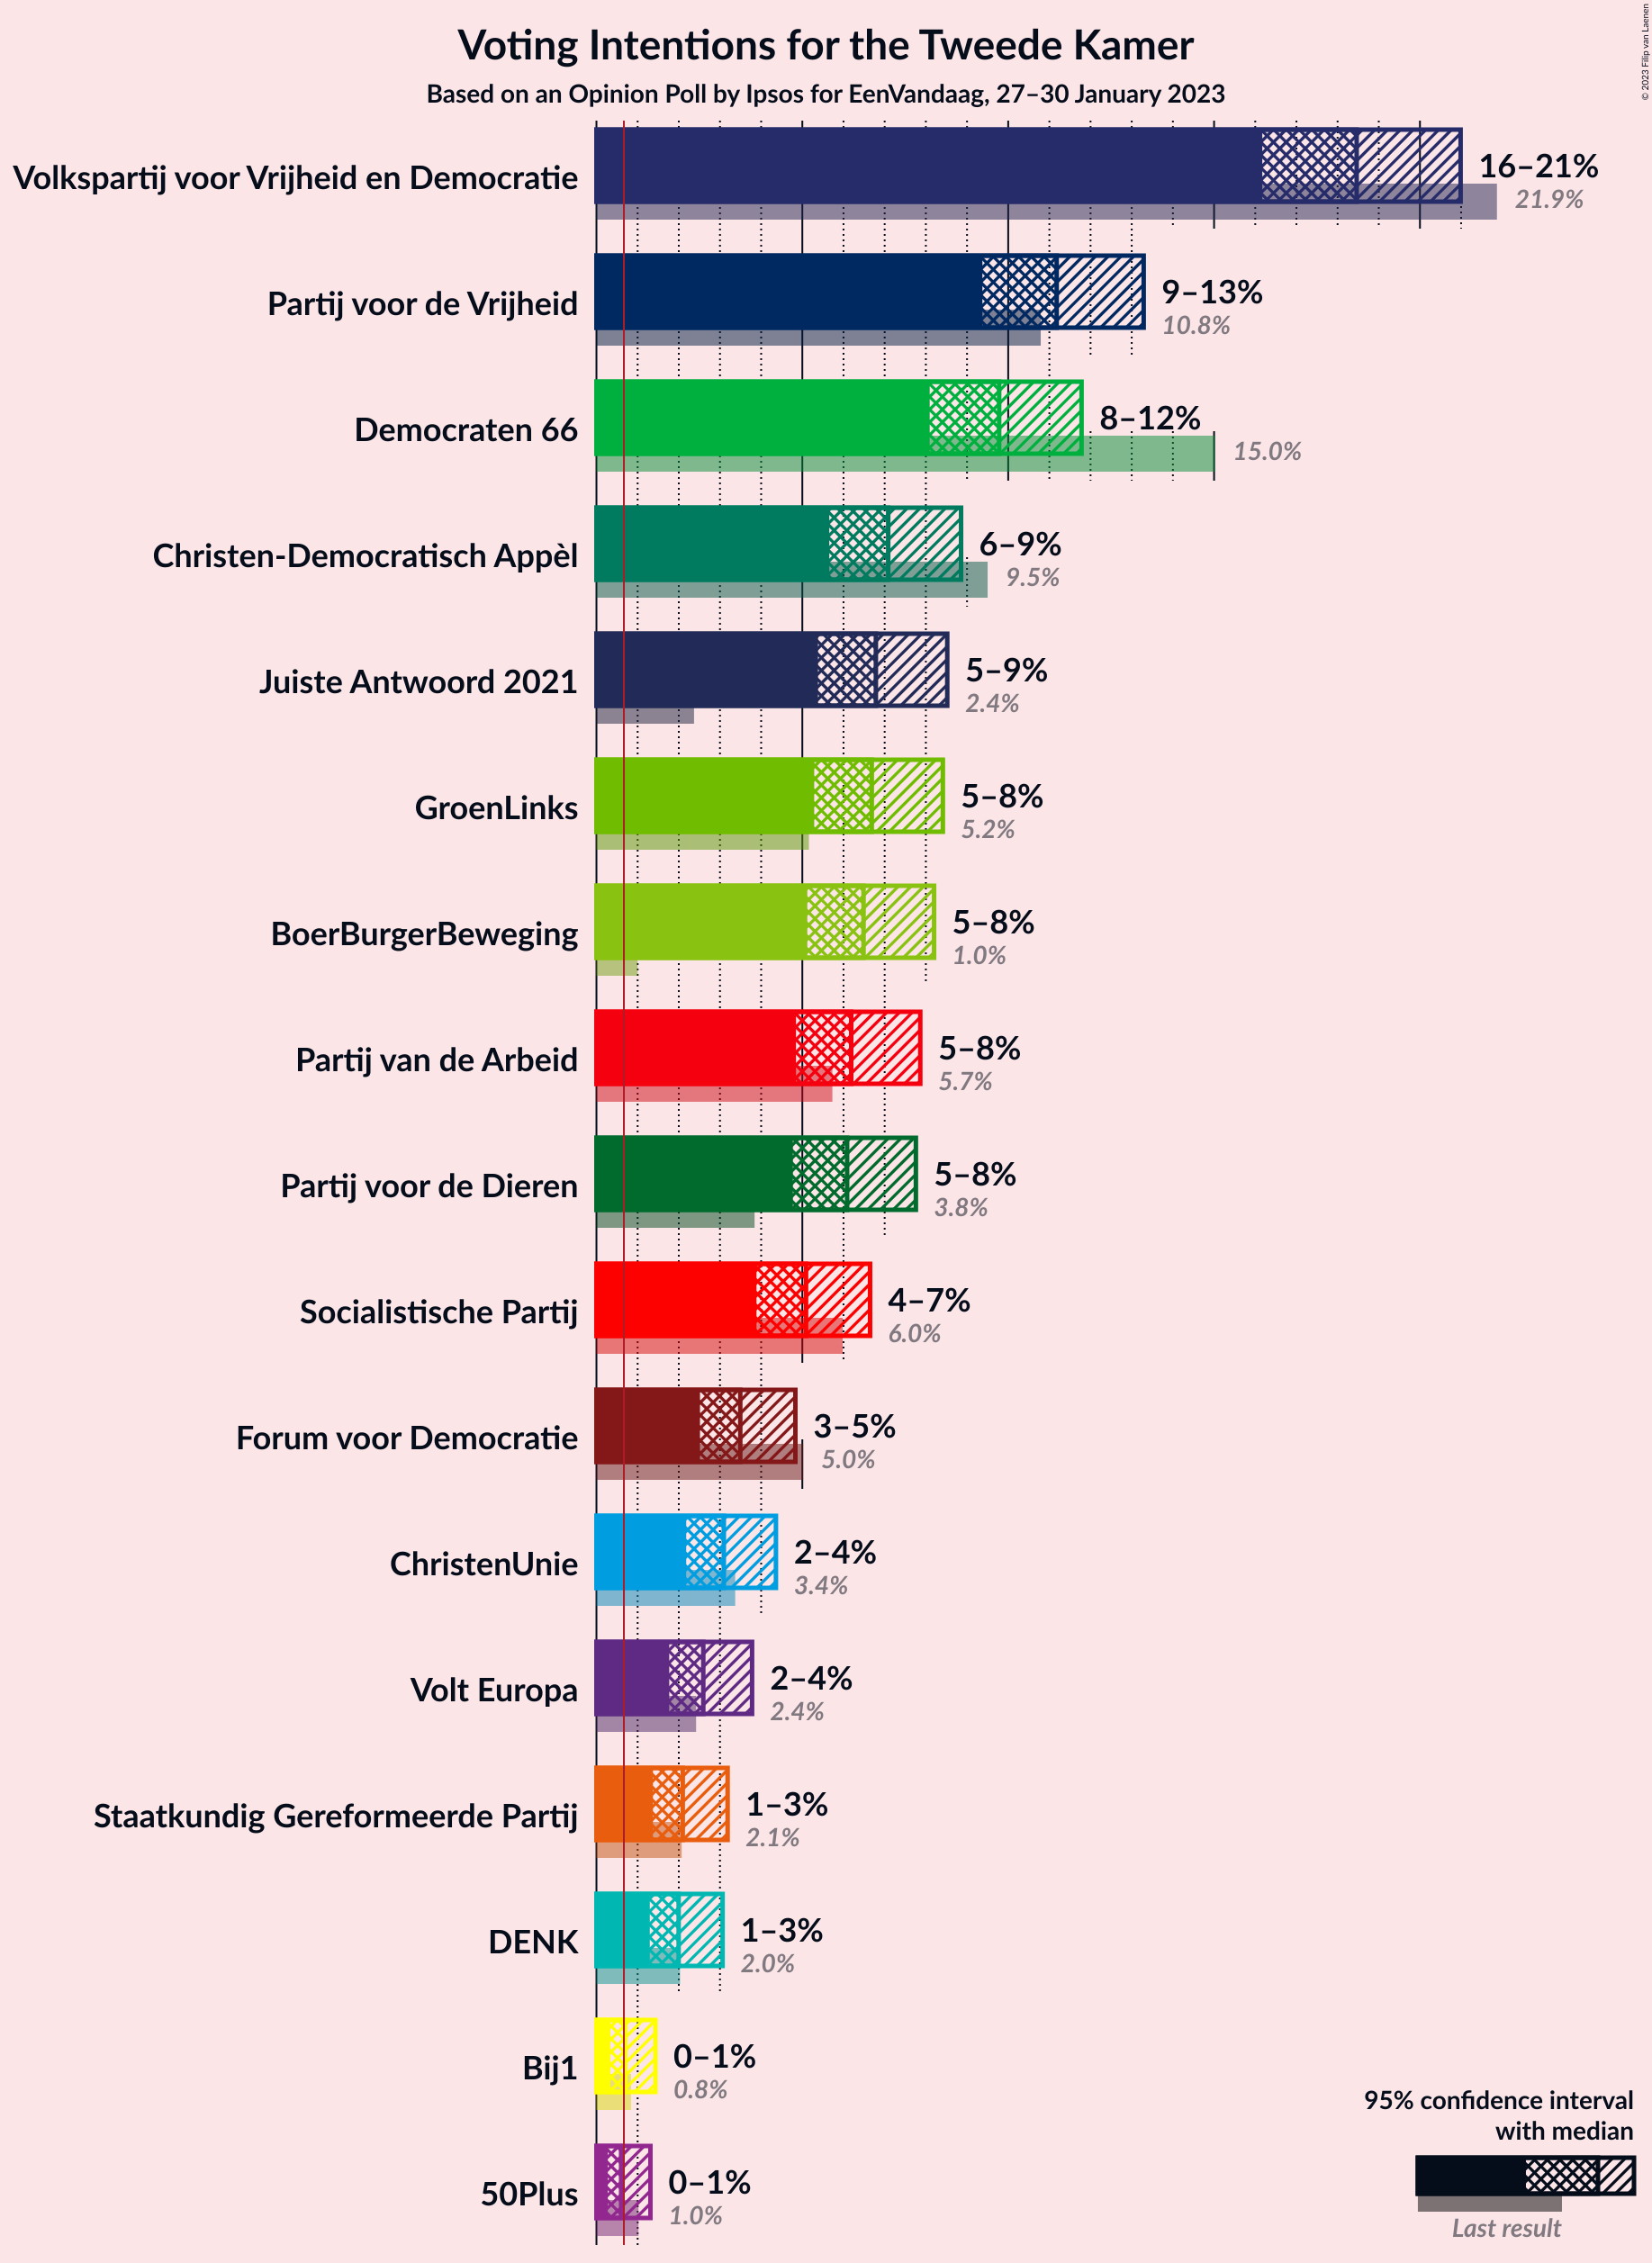 © 2023 Filip van Laenen
Voting Intentions for the Tweede Kamer
Based on an Opinion Poll by Ipsos for EenVandaag, 27–30 January 2023
Volkspartij voor Vrijheid en Democratie
16–21%
21.9%
Partij voor de Vrijheid
9–13%
10.8%
Democraten 66
8–12%
15.0%
Christen-Democratisch Appèl
6–9%
9.5%
Juiste Antwoord 2021
5–9%
2.4%
GroenLinks
5–8%
5.2%
BoerBurgerBeweging
5–8%
1.0%
Partij van de Arbeid
5–8%
5.7%
Partij voor de Dieren
5–8%
3.8%
Socialistische Partij
4–7%
6.0%
Forum voor Democratie
3–5%
5.0%
ChristenUnie
2–4%
3.4%
Volt Europa
2–4%
2.4%
Staatkundig Gereformeerde Partij
1–3%
2.1%
DENK
1–3%
2.0%
Bij1
0–1%
0.8%
50Plus
0–1%
1.0%
95% confidence interval
with median
Last result